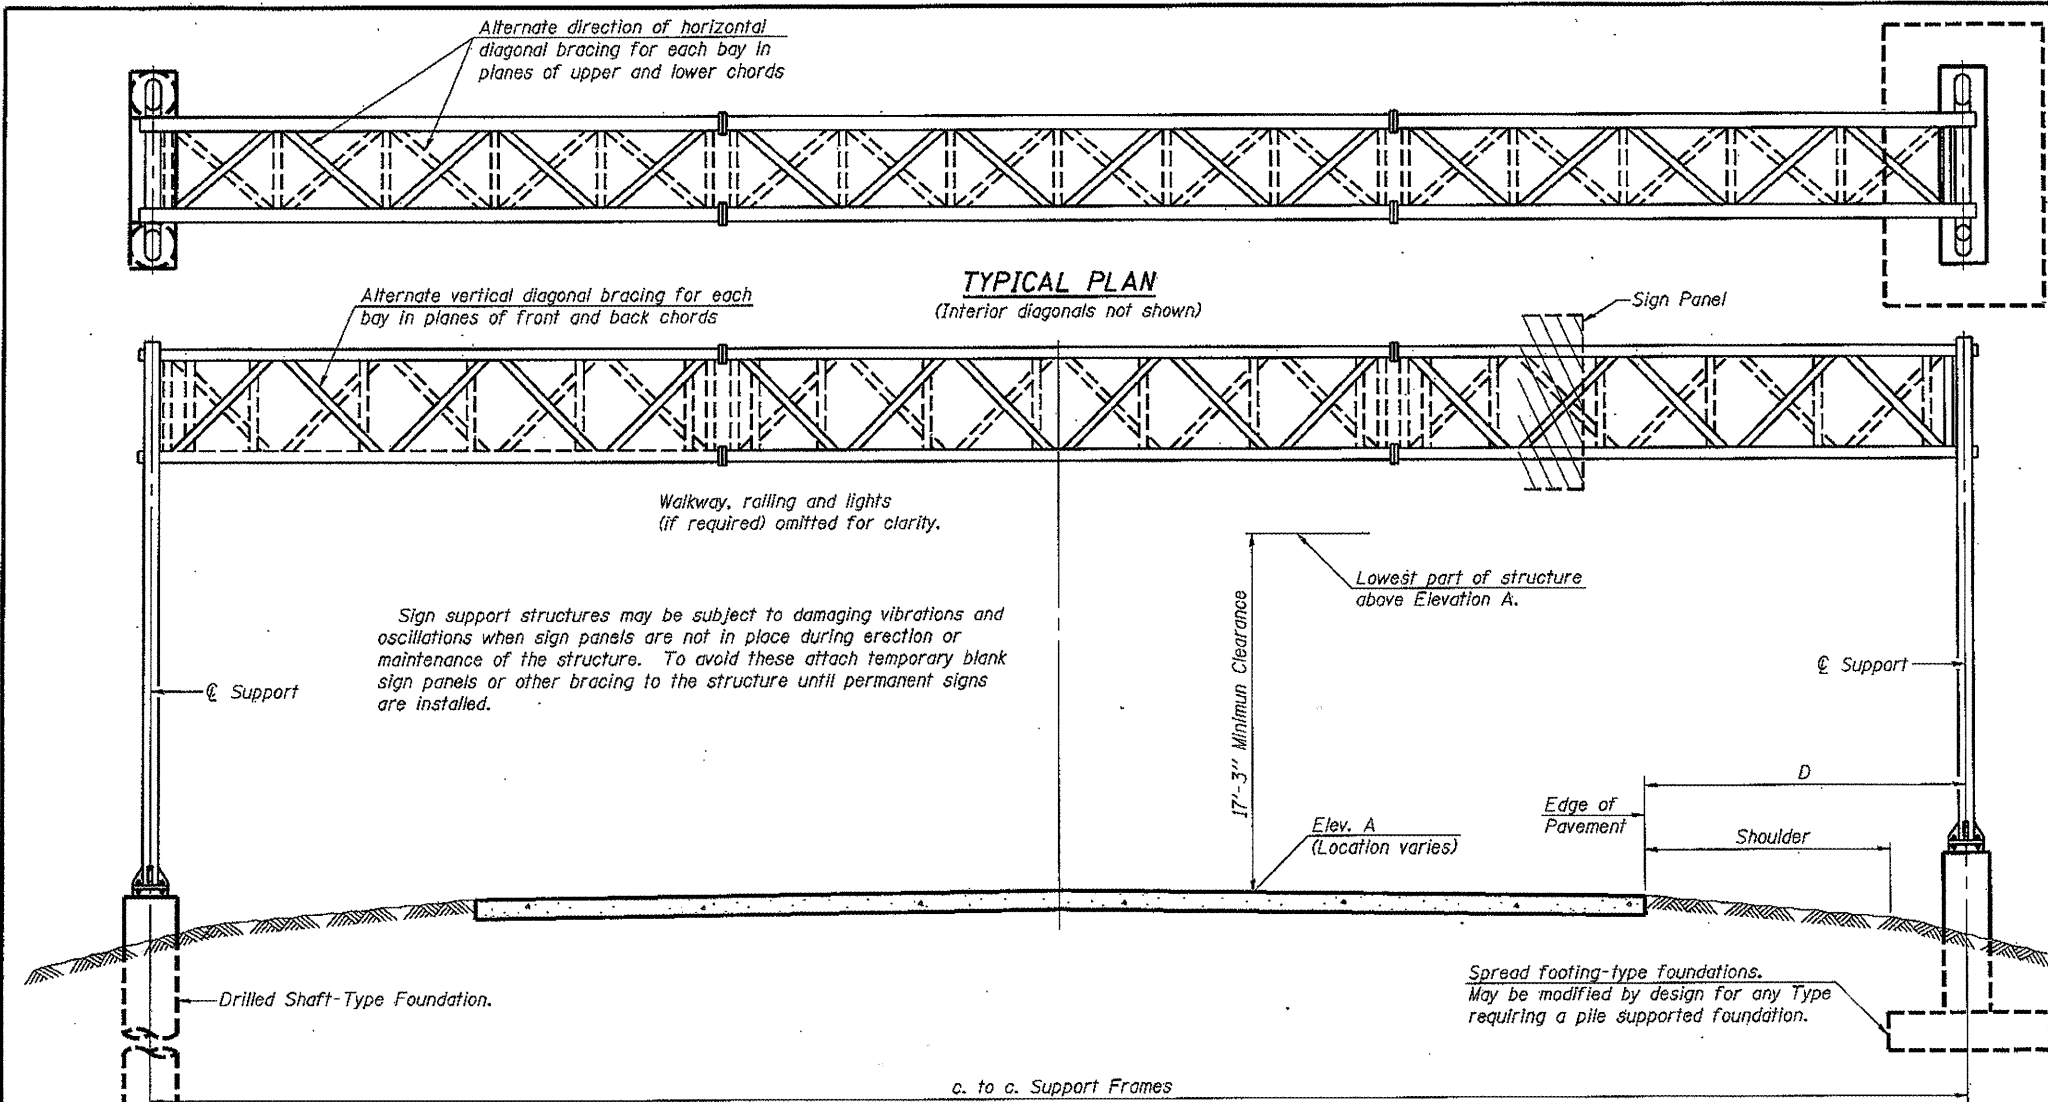 Alternate direction of horizontal
diagonal bracing for each bay in
planes of upper and lower chords
TYPICAL PLAN
(Interior diagonals not shown)
Alternate vertical diagonal bracing for each
bay in planes of front and back chords
Sign Panel
Walkway, railing and lights
(if required) omitted for clarity.
Lowest part of structure
above Elevation A.
17'-3" Minimun Clearance
Sign support structures may be subject to damaging vibrations and
oscillations when sign panels are not in place during erection or
maintenance of the structure. To avoid these attach temporary blank
sign panels or other bracing to the structure until permanent signs
are installed.
℄ Support
℄ Support
D
Edge of
Pavement
Shoulder
Elev. A
(Location varies)
Drilled Shaft-Type Foundation.
Spread footing-type foundations.
May be modified by design for any Type
requiring a pile supported foundation.
c. to c. Support Frames